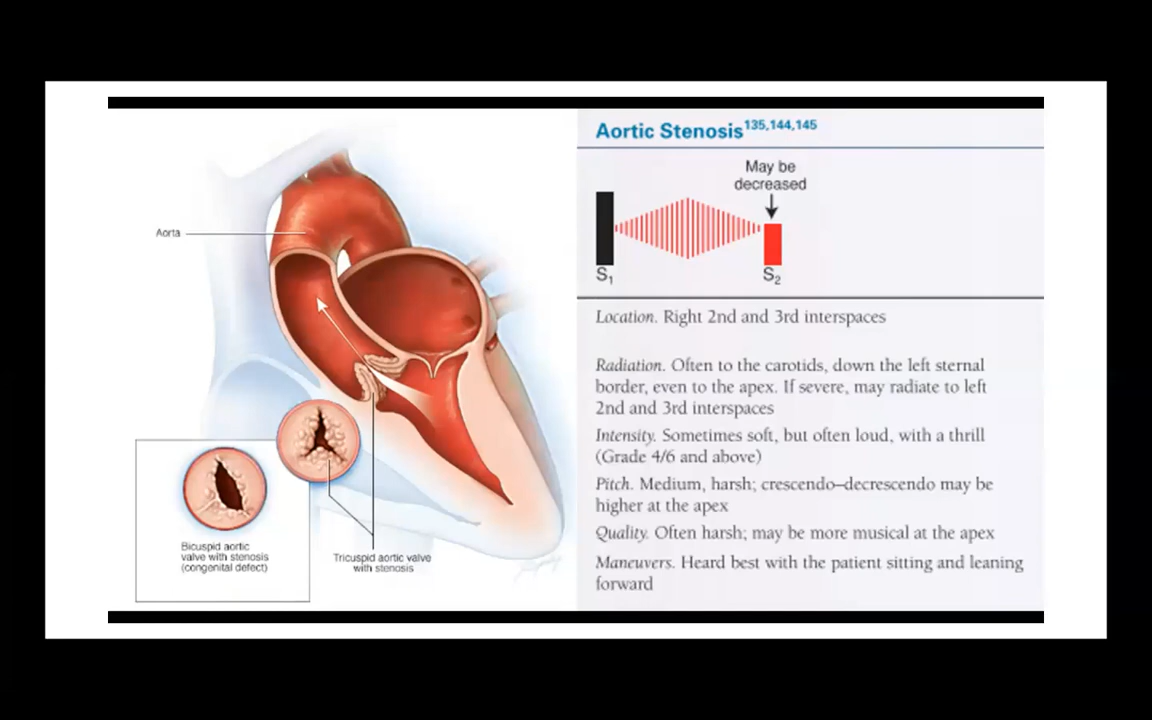 Aorta
Bicuspid aortic
valve with stenosis
(congenital defect)
Tricuspid aortic valve
with stenosis
Aortic Stenosis135,144,145
May be
decreased
S1
S2
Location. Right 2nd and 3rd interspaces
Radiation. Often to the carotids, down the left sternal
border, even to the apex. If severe, may radiate to left
2nd and 3rd interspaces
Intensity. Sometimes soft, but often loud, with a thrill
(Grade 4/6 and above)
Pitch. Medium, harsh; crescendo–decrescendo may be
higher at the apex
Quality. Often harsh; may be more musical at the apex
Maneuvers. Heard best with the patient sitting and leaning
forward